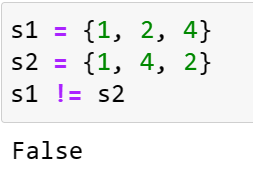 s1 = {1, 2, 4}
s2 = {1, 4, 2}
s1 != s2
False